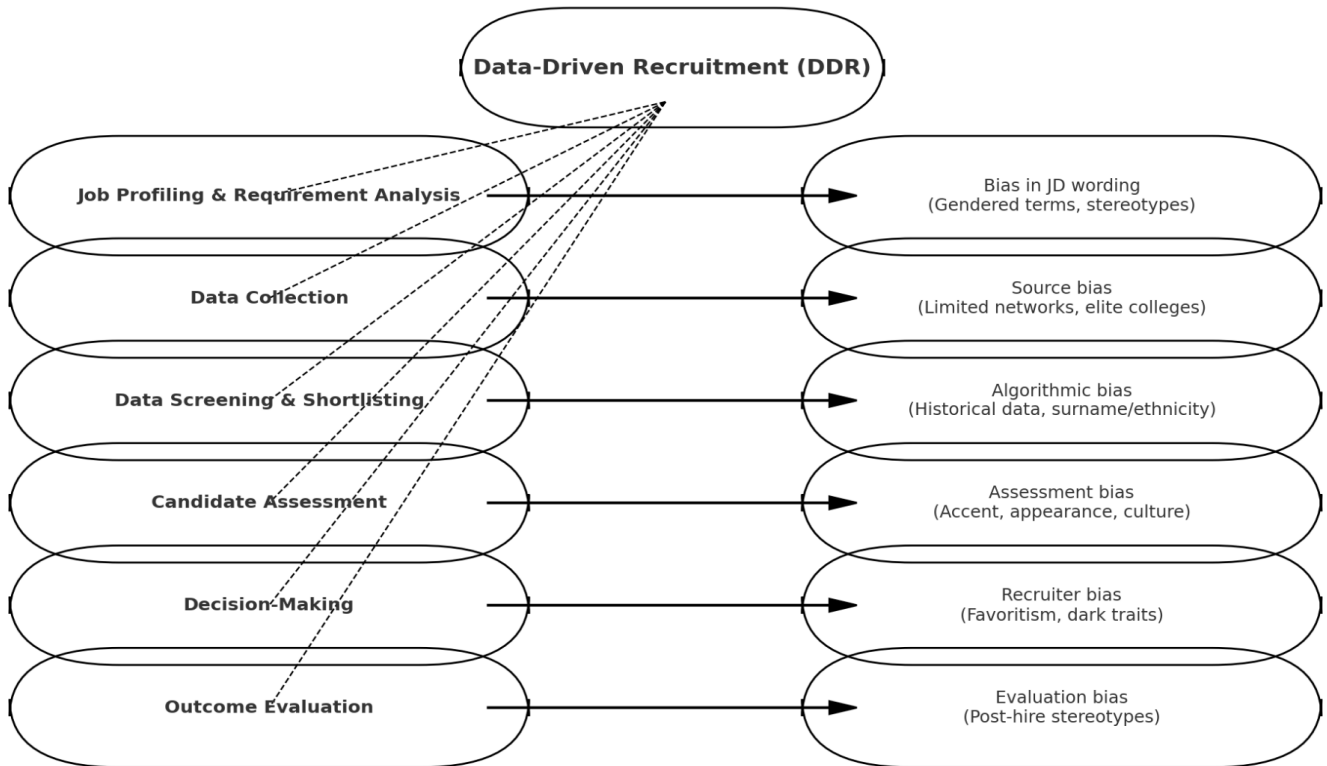 Data-Driven Recruitment (DDR)
Job Profiling & Requirement Analysis
Bias in JD wording
(Gendered terms, stereotypes)
Data Collection
Source bias
(Limited networks, elite colleges)
Data Screening & Shortlisting
Algorithmic bias
(Historical data, surname/ethnicity)
Candidate Assessment
Assessment bias
(Accent, appearance, culture)
Decision-Making
Recruiter bias
(Favoritism, dark traits)
Outcome Evaluation
Evaluation bias
(Post-hire stereotypes)